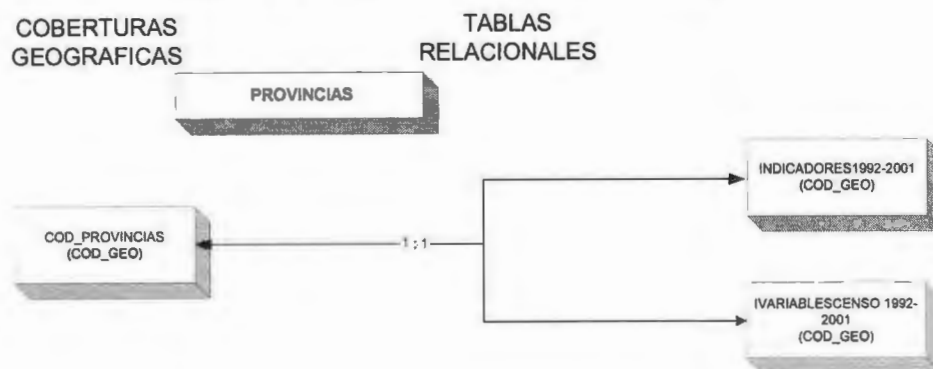 COBERTURAS
GEOGRAFICAS
TABLAS
RELACIONALES
PROVINCIAS
INDICADORES1992-2001
(COD_GEO)
COD_PROVINCIAS
(COD_GEO)
1 : 1
IVARIABLESCENSO 1992-
2001
(COD_GEO)